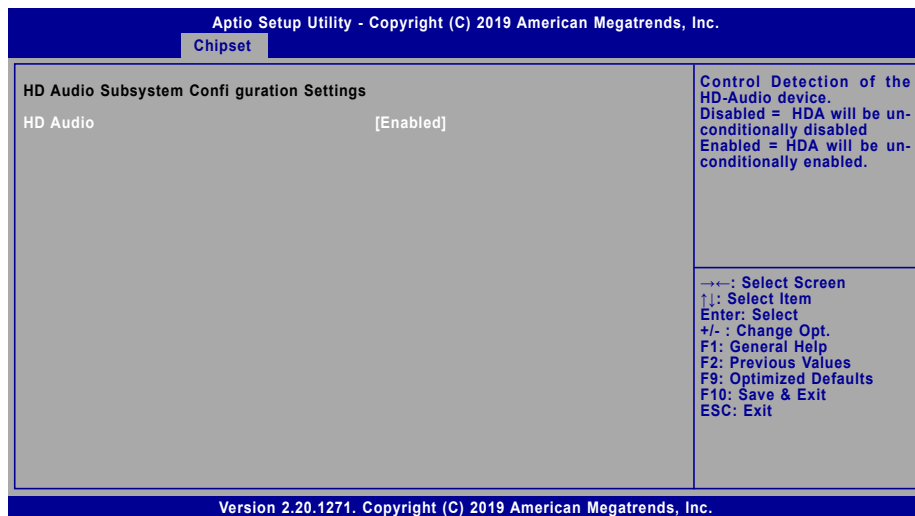 Aptio Setup Utility - Copyright (C) 2019 American Megatrends, Inc.
Chipset
HD Audio Subsystem Confi guration Settings
HD Audio [Enabled]
Control Detection of the
HD-Audio device.
Disabled = HDA will be un-
conditionally disabled
Enabled = HDA will be un-
conditionally enabled.
→←: Select Screen
↑↓: Select Item
Enter: Select
+/- : Change Opt.
F1: General Help
F2: Previous Values
F9: Optimized Defaults
F10: Save & Exit
ESC: Exit
Version 2.20.1271. Copyright (C) 2019 American Megatrends, Inc.